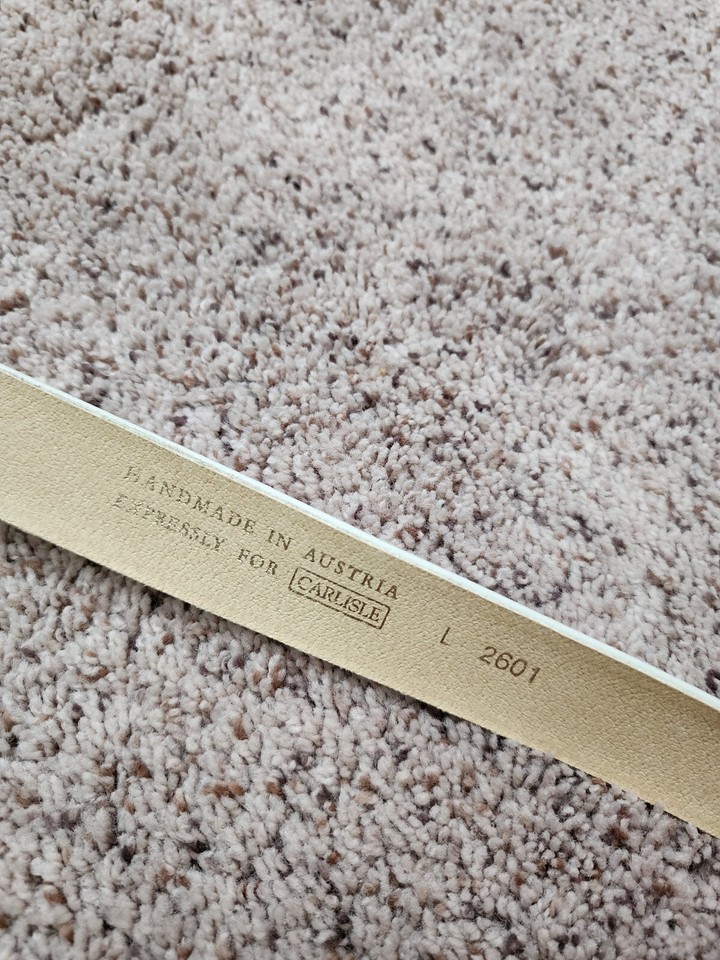 HANDMADE IN AUSTRIA
EXPRESSLY FOR CARLISLE
L 2601